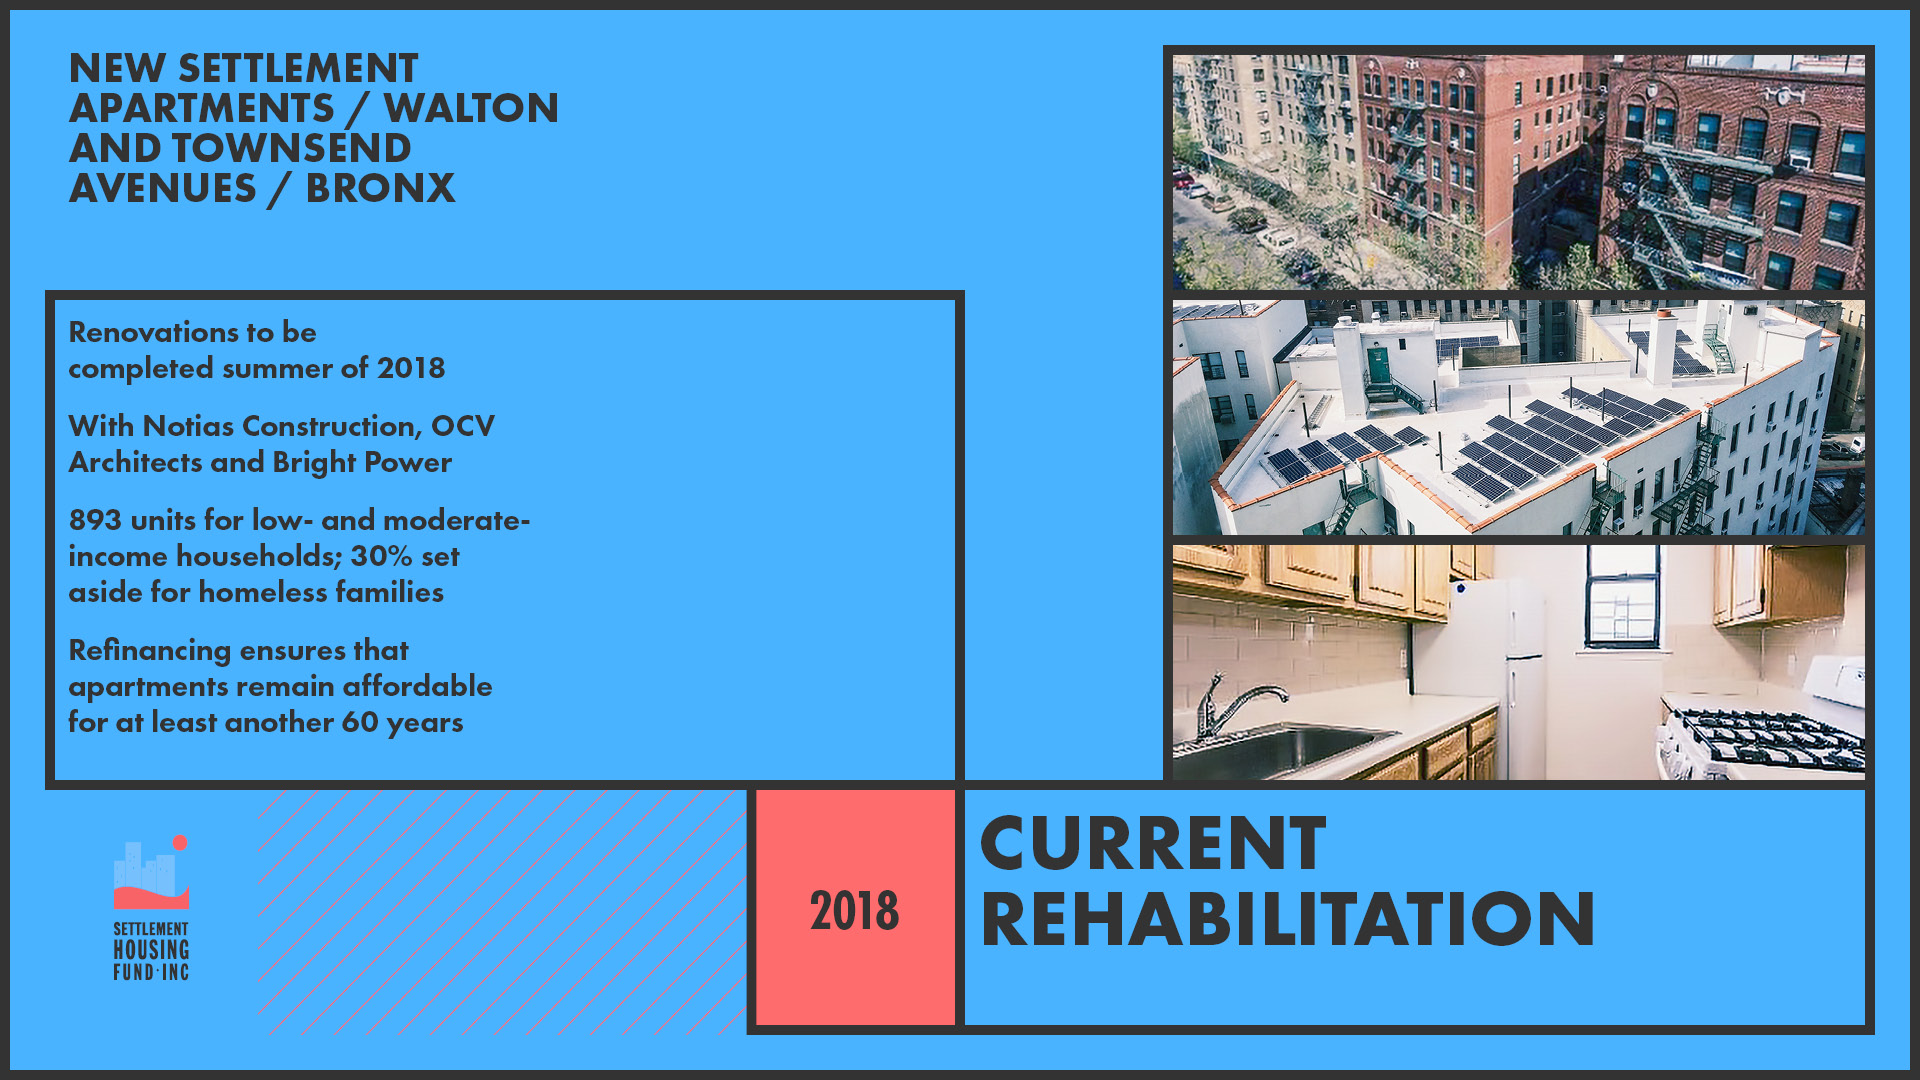 NEW SETTLEMENT
APARTMENTS / WALTON
AND TOWNSEND
AVENUES / BRONX
Renovations to be
completed summer of 2018
With Notias Construction, OCV
Architects and Bright Power
893 units for low- and moderate-
income households; 30% set
aside for homeless families
Refinancing ensures that
apartments remain affordable
for at least another 60 years
SETTLEMENT
HOUSING
FUND·INC
2018
CURRENT
REHABILITATION